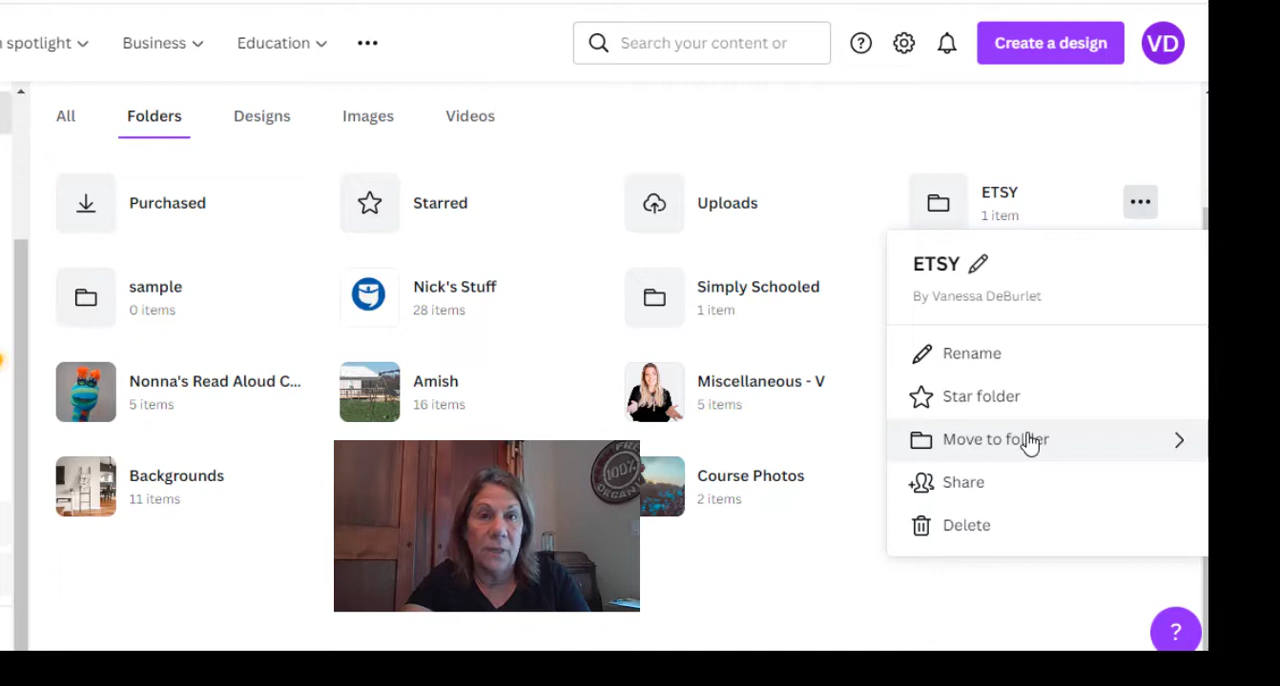 spotlight Business Education Search your content or Create a design VD
All Folders Designs Images Videos
Purchased Starred Uploads ETSY
1 item
ETSY
By Vanessa DeBurlet
sample Nick's Stuff Simply Schooled
0 items 28 items 1 item
Rename
Nonna's Read Aloud C... Amish Miscellaneous - V
5 items 16 items 5 items
Star folder
Move to folder
Backgrounds Course Photos
11 items 2 items
Share
Delete
100%
ORGANIC
?